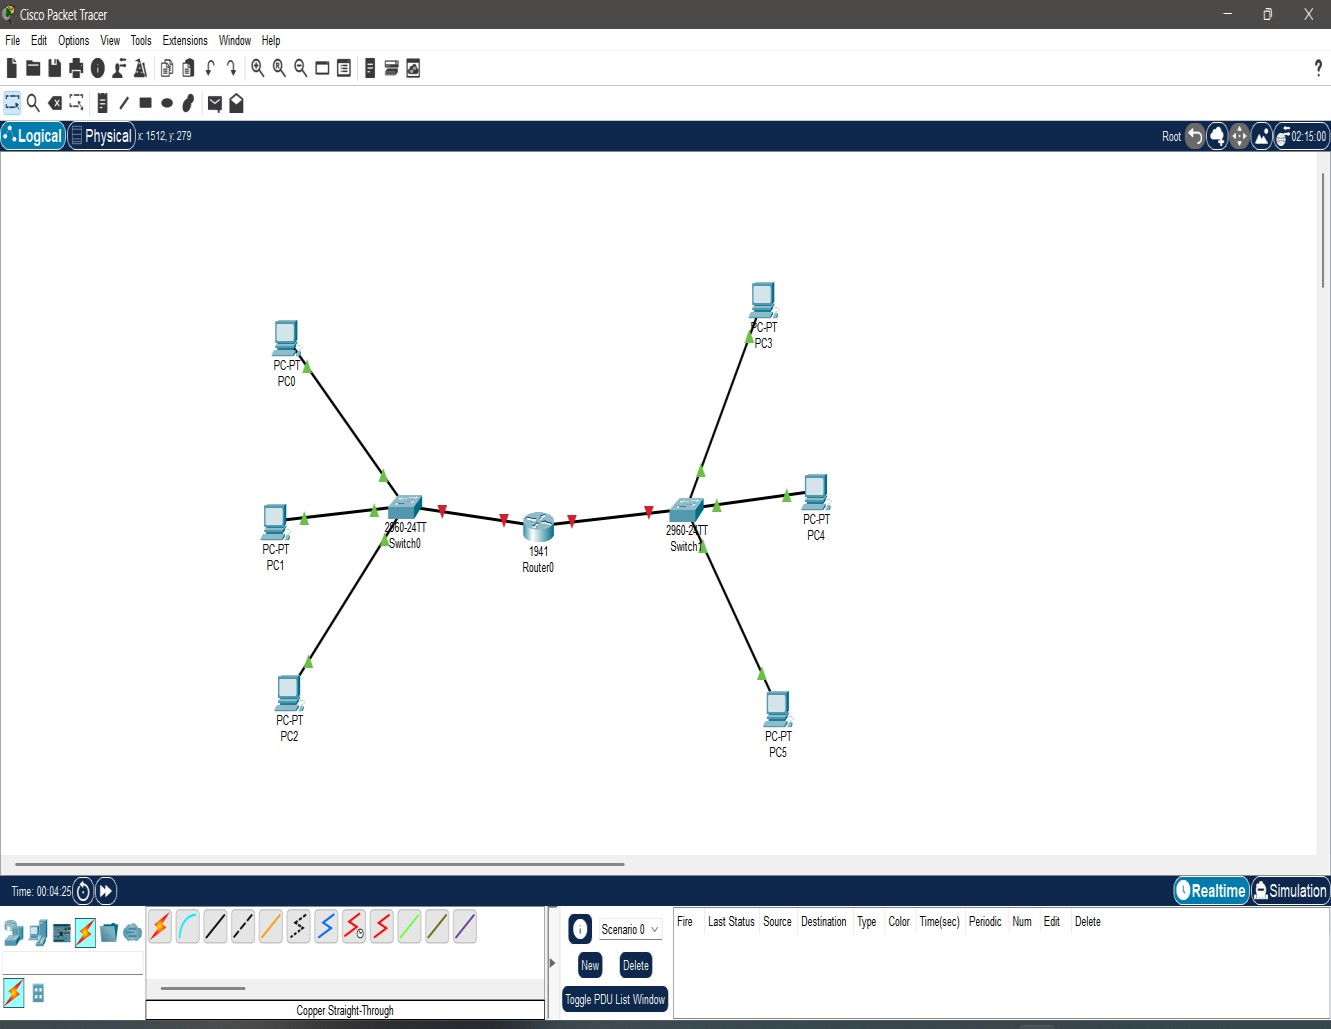 Cisco Packet Tracer
File Edit Options View Tools Extensions Window Help
Logical Physical x: 1512, y: 279 Root 02:15:00
PC-PT
PC3
PC-PT
PC0
PC-PT
PC4
2960-24TT
Switch0
2960-24TT
Switch1
PC-PT
PC1
1941
Router0
PC-PT
PC2
PC-PT
PC5
Time: 00:04:25 Realtime Simulation
Scenario 0
New Delete
Toggle PDU List Window
Fire Last Status Source Destination Type Color Time(sec) Periodic Num Edit Delete
Copper Straight-Through